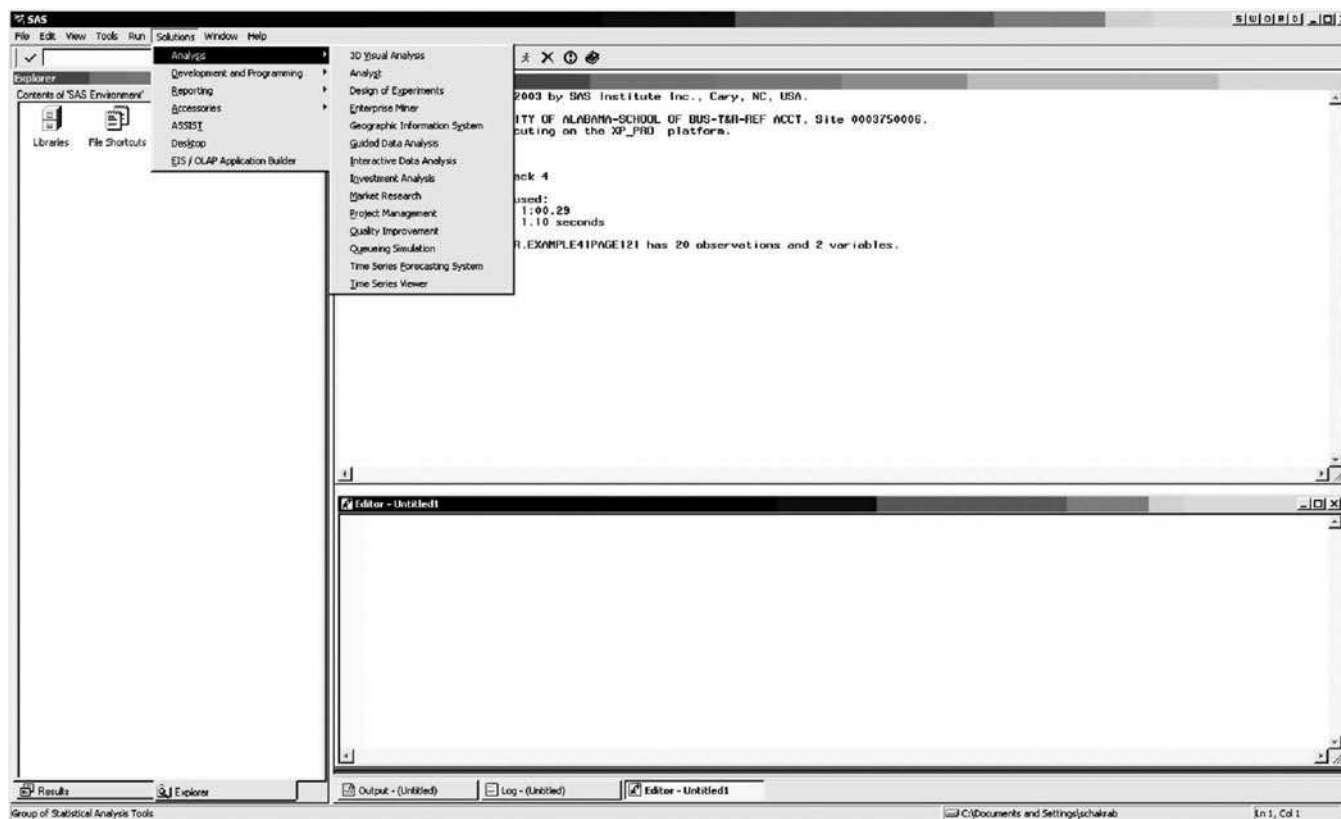 SAS
S W O R D
File Edit View Tools Run Solutions Window Help
Analysis
Development and Programming
Reporting
Accessories
ASSIST
Desktop
EIS / OLAP Application Builder
3D Visual Analysis
Analyst
Design of Experiments
Enterprise Miner
Geographic Information System
Guided Data Analysis
Interactive Data Analysis
Investment Analysis
Market Research
Project Management
Quality Improvement
Queueing Simulation
Time Series Forecasting System
Time Series Viewer
Explorer
Contents of 'SAS Environment'
Libraries File Shortcuts
2003 by SAS Institute Inc., Cary, NC, USA.
ITY OF ALABAMA-SCHOOL OF BUS-T&R-REF ACCT, Site 0003750006.
cuting on the XP_PRO platform.
ack 4
used:
1:00.29
1.10 seconds
R.EXAMPLE41PAGE121 has 20 observations and 2 variables.
Editor - Untitled1
Results Explorer
Output - (Untitled) Log - (Untitled) Editor - Untitled1
Group of Statistical Analysis Tools C:\Documents and Settings\schakrab Ln 1, Col 1